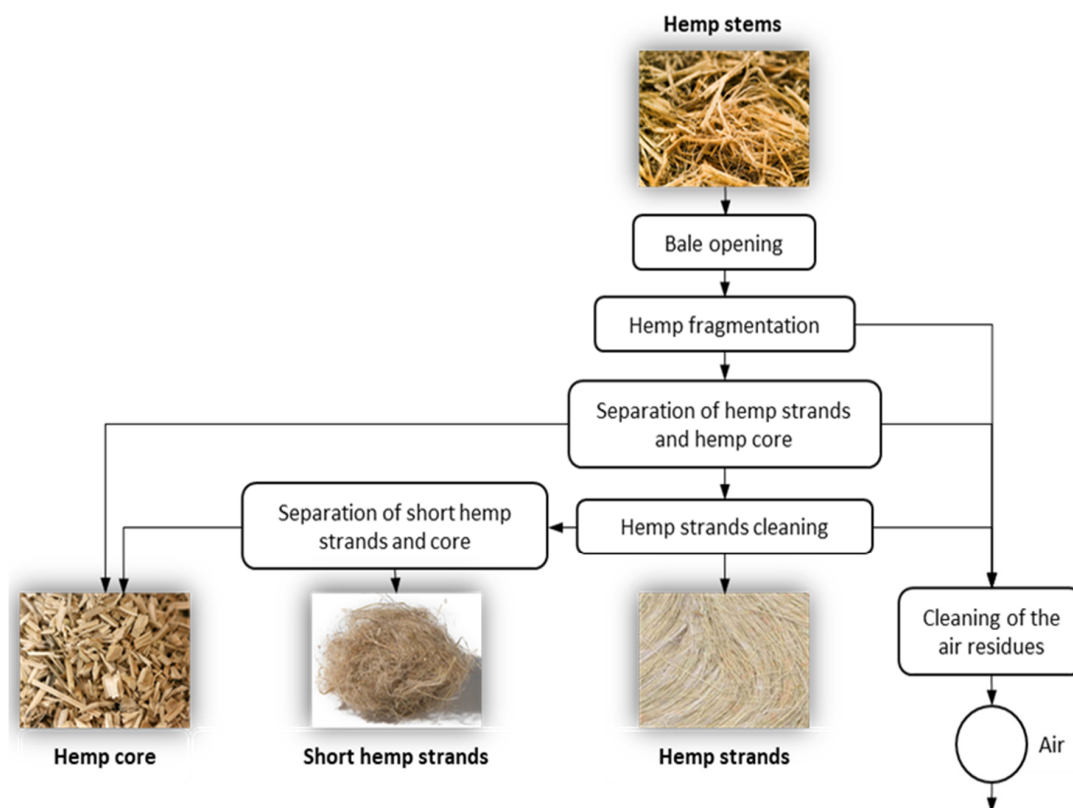 Hemp stems
Bale opening
Hemp fragmentation
Separation of hemp strands
and hemp core
Separation of short hemp
strands and core
Hemp strands cleaning
Cleaning of the
air residues
Hemp core
Short hemp strands
Hemp strands
Air